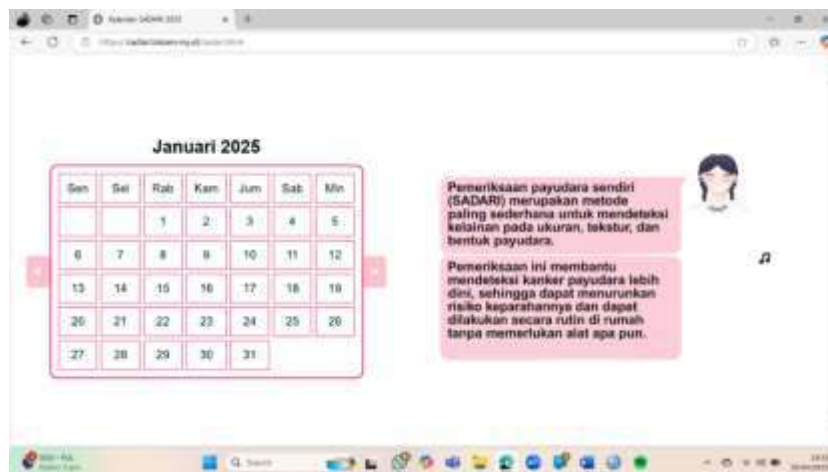 Kalender SADARI 2025
Januari 2025
Sen Sel Rab Kam Jum Sab Min
1 2 3 4 5
6 7 8 9 10 11 12
13 14 15 16 17 18 19
20 21 22 23 24 25 26
27 28 29 30 31
Pemeriksaan payudara sendiri
(SADARI) merupakan metode
paling sederhana untuk mendeteksi
kelainan pada ukuran, tekstur, dan
bentuk payudara.
Pemeriksaan ini membantu
mendeteksi kanker payudara lebih
dini, sehingga dapat menurunkan
risiko keparahannya dan dapat
dilakukan secara rutin di rumah
tanpa memerlukan alat apa pun.
Search